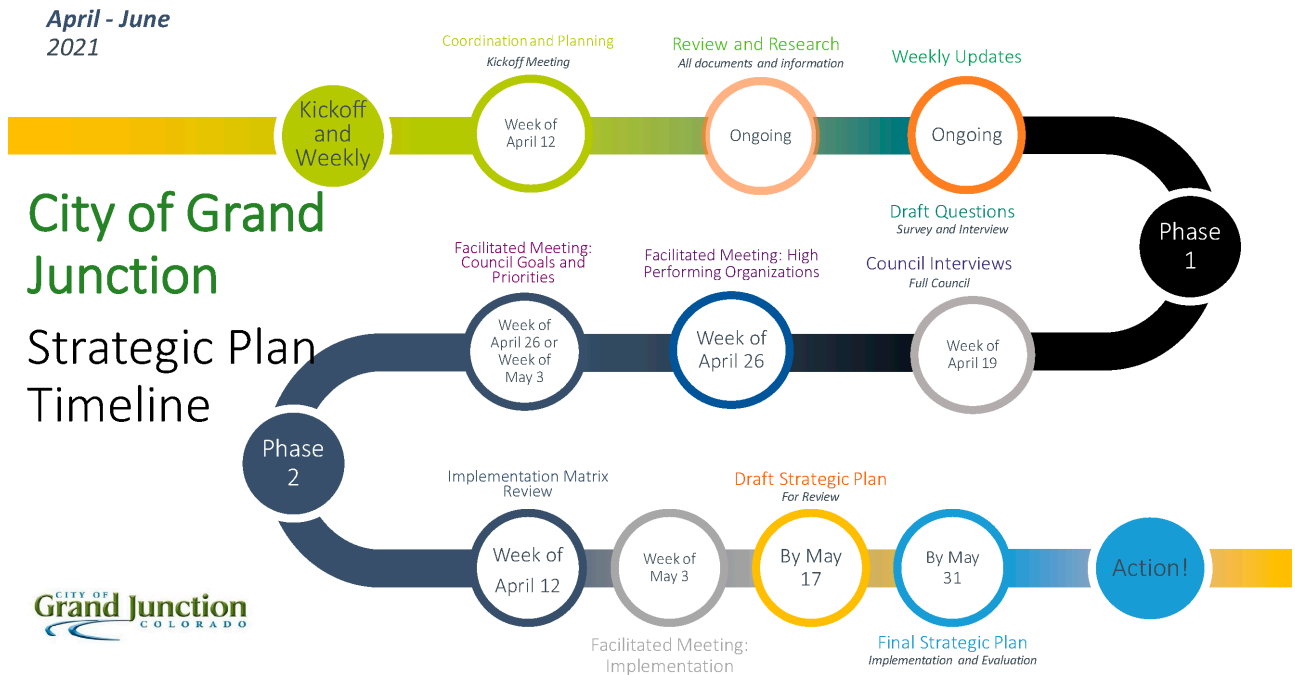 April - June
2021
Coordination and Planning
Kickoff Meeting
Review and Research
All documents and information
Weekly Updates
Kickoff
and
Weekly
Week of
April 12
Ongoing
Ongoing
City of Grand
Junction
Strategic Plan
Timeline
Draft Questions
Survey and Interview
Phase
1
Facilitated Meeting:
Council Goals and
Priorities
Facilitated Meeting: High
Performing Organizations
Council Interviews
Full Council
Week of
April 26 or
Week of
May 3
Week of
April 26
Week of
April 19
Phase
2
Implementation Matrix
Review
Draft Strategic Plan
For Review
Week of
April 12
Week of
May 3
By May
17
By May
31
Action!
Facilitated Meeting:
Implementation
Final Strategic Plan
Implementation and Evaluation
CITY OF
Grand Junction
COLORADO